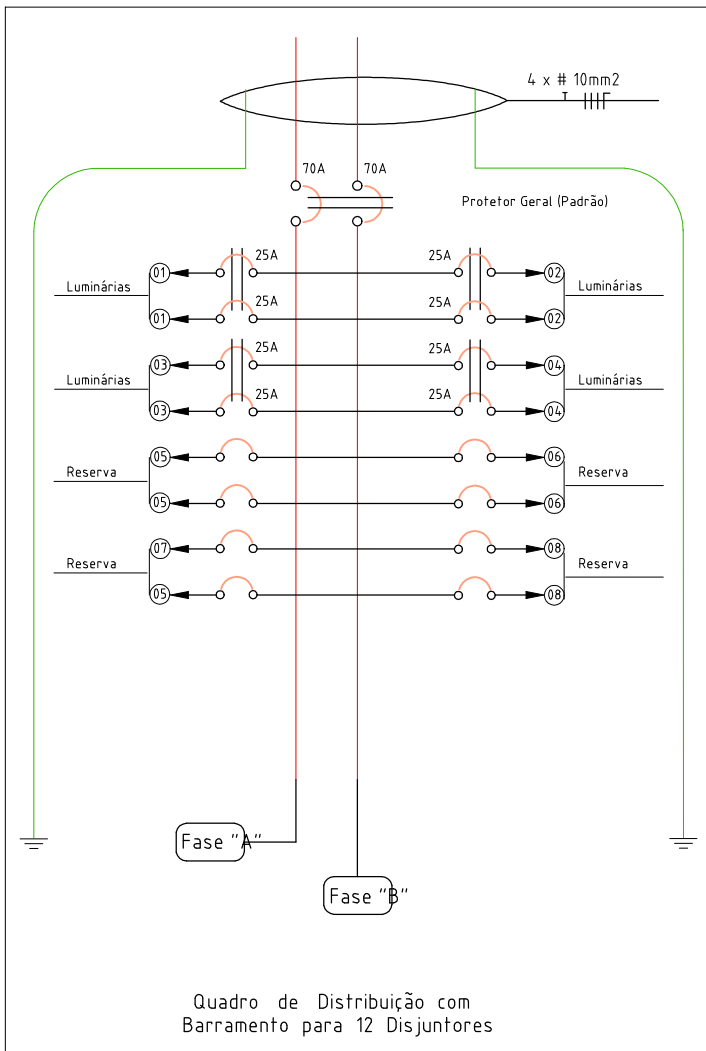 4 x # 10mm2
70A 70A
Protetor Geral (Padrão)
25A 25A
01 02
Luminárias Luminárias
25A 25A
01 02
25A 25A
03 04
Luminárias Luminárias
25A 25A
03 04
05 06
Reserva Reserva
05 06
07 08
Reserva Reserva
05 08
Fase "A"
Fase "B"
Quadro de Distribuição com
Barramento para 12 Disjuntores